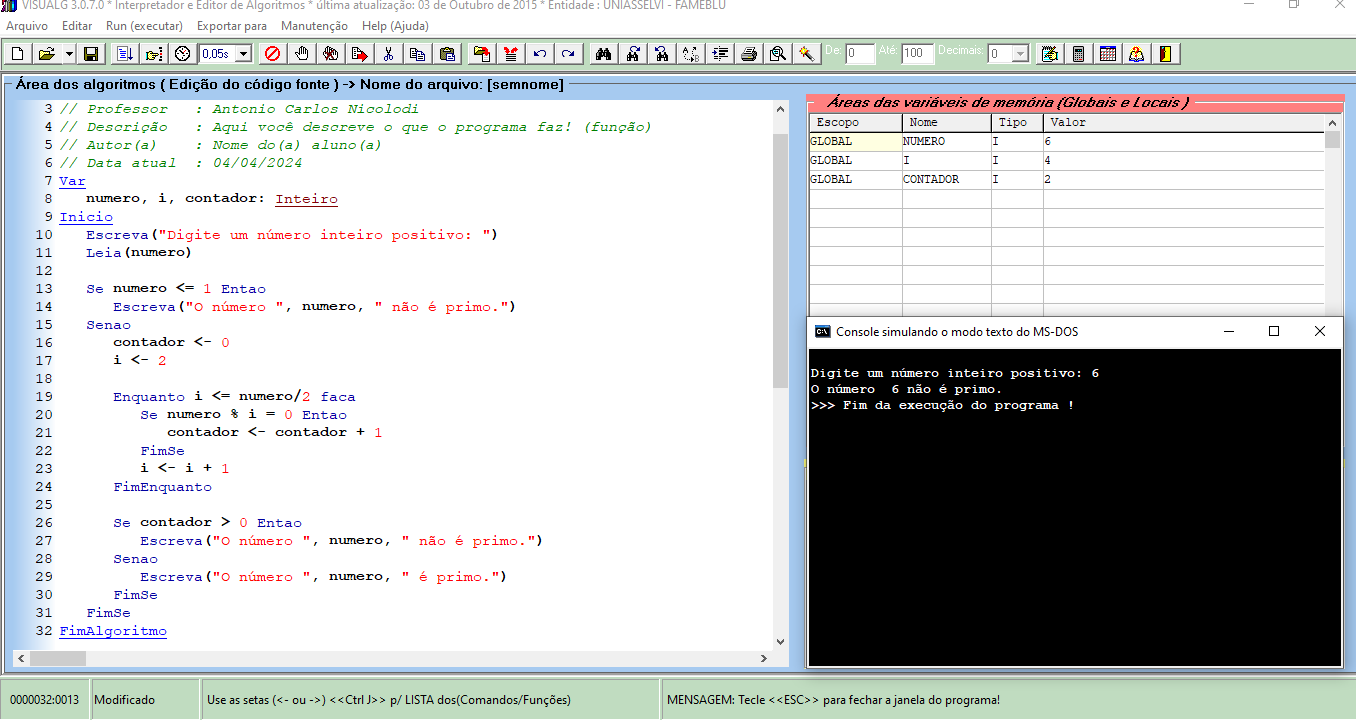 VISUALG 3.0.7.0 * Interpretador e Editor de Algoritmos * última atualização: 03 de Outubro de 2015 * Entidade : UNIASSELVI - FAMEBLU
Arquivo Editar Run (executar) Exportar para Manutenção Help (Ajuda)
0,05s De: 0 Até: 100 Decimais: 0
Área dos algoritmos ( Edição do código fonte ) -> Nome do arquivo: [semnome]
3 // Professor : Antonio Carlos Nicolodi
4 // Descrição : Aqui você descreve o que o programa faz! (função)
5 // Autor(a) : Nome do(a) aluno(a)
6 // Data atual : 04/04/2024
7 Var
8 numero, i, contador: Inteiro
9 Inicio
10 Escreva("Digite um número inteiro positivo: ")
11 Leia(numero)
12
13 Se numero <= 1 Entao
14 Escreva("O número ", numero, " não é primo.")
15 Senao
16 contador <- 0
17 i <- 2
18
19 Enquanto i <= numero/2 faca
20 Se numero % i = 0 Entao
21 contador <- contador + 1
22 FimSe
23 i <- i + 1
24 FimEnquanto
25
26 Se contador > 0 Entao
27 Escreva("O número ", numero, " não é primo.")
28 Senao
29 Escreva("O número ", numero, " é primo.")
30 FimSe
31 FimSe
32 FimAlgoritmo
Áreas das variáveis de memória (Globais e Locais )
Escopo Nome Tipo Valor
GLOBAL NUMERO I 6
GLOBAL I I 4
GLOBAL CONTADOR I 2
Console simulando o modo texto do MS-DOS
Digite um número inteiro positivo: 6
O número  6 não é primo.
>>> Fim da execução do programa !
0000032:0013 Modificado Use as setas (<- ou ->) <<Ctrl J>> p/ LISTA dos(Comandos/Funções) MENSAGEM: Tecle <<ESC>> para fechar a janela do programa!